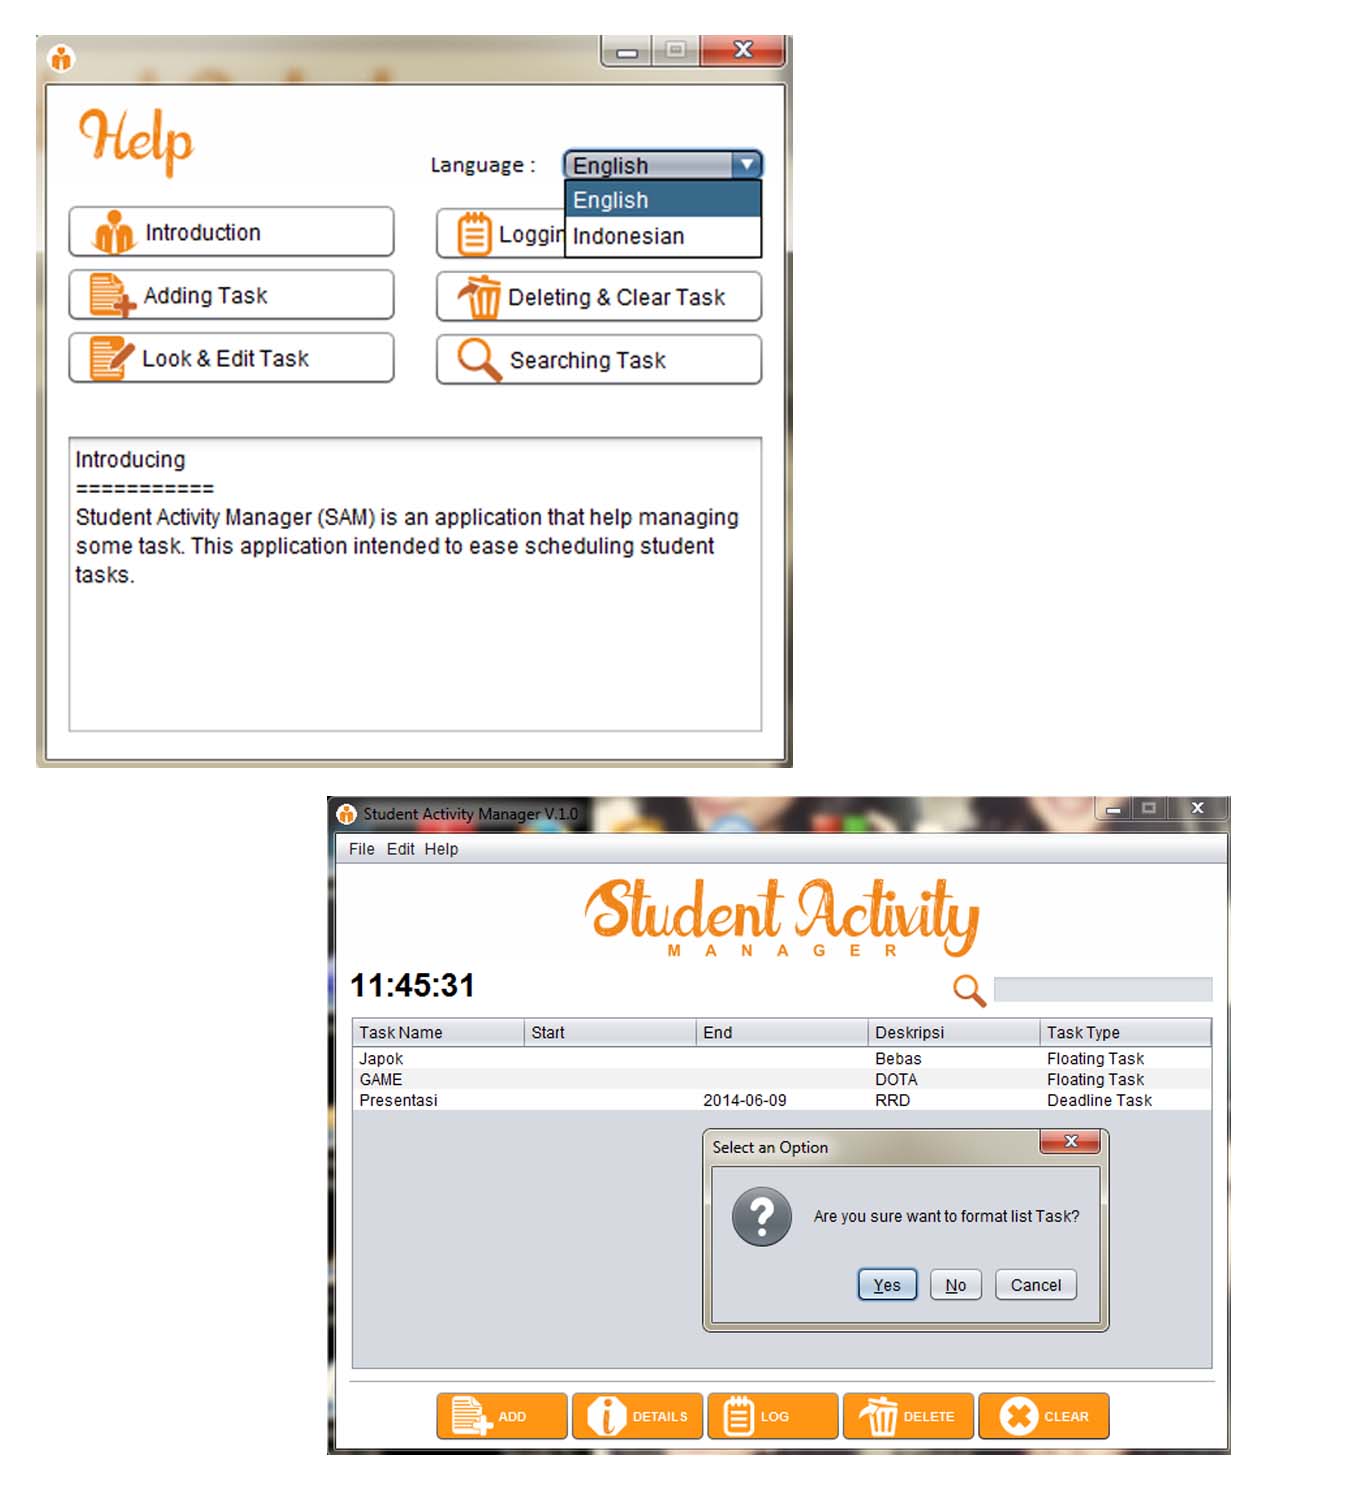 Help
Language :
English
English
Indonesian
Introduction
Adding Task
Deleting & Clear Task
Look & Edit Task
Searching Task
Introducing
===========
Student Activity Manager (SAM) is an application that help managing
some task. This application intended to ease scheduling student
tasks.
Student Activity Manager V.1.0
File Edit Help
Student Activity
MANAGER
11:45:31
Task Name Start End Deskripsi Task Type
Japok Bebas Floating Task
GAME DOTA Floating Task
Presentasi 2014-06-09 RRD Deadline Task
Select an Option
Are you sure want to format list Task?
Yes No Cancel
ADD DETAILS LOG DELETE CLEAR